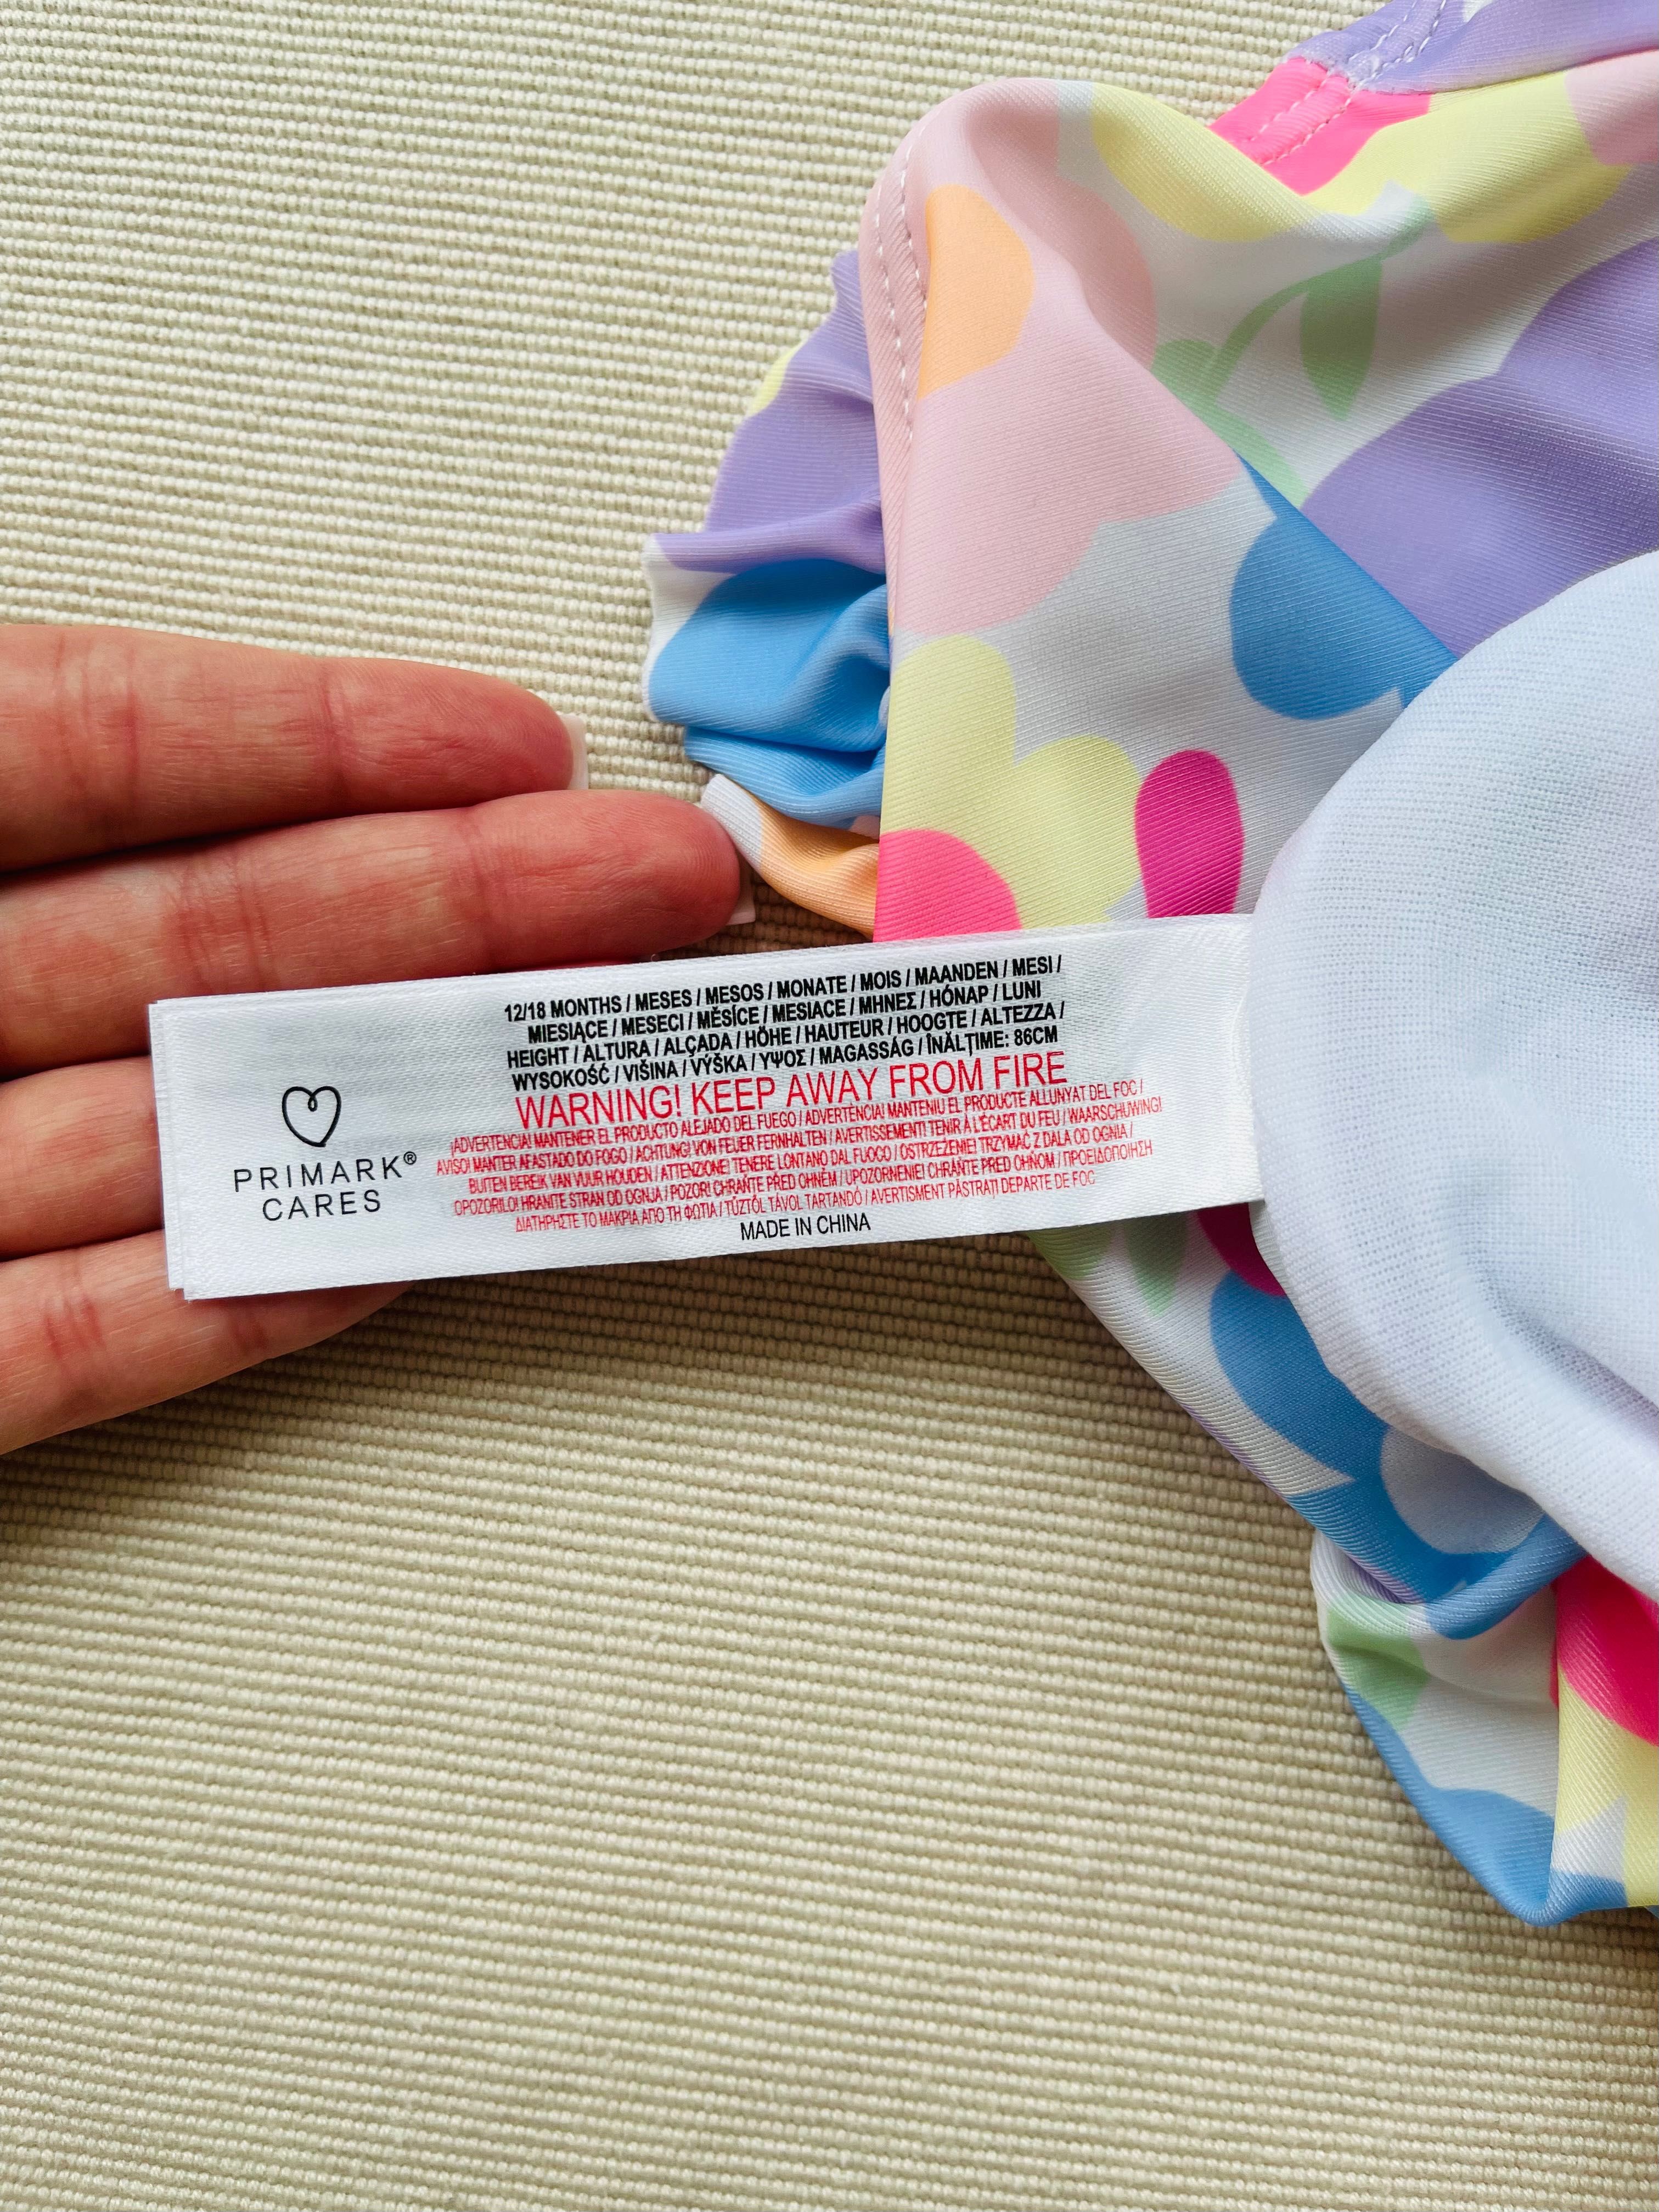 PRIMARK®
CARES
12/18 MONTHS / MESES / MESOS / MONATE / MOIS / MAANDEN / MESI /
MIESIĄCE / MESECI / MĚSÍCE / MESIACE / ΜΗΝΕΣ / HÓNAP / LUNI
HEIGHT / ALTURA / ALÇADA / HÖHE / HAUTEUR / HOOGTE / ALTEZZA /
WYSOKOŚĆ / VIŠINA / VÝŠKA / ΥΨΟΣ / MAGASSÁG / ÎNĂLȚIME: 86CM
WARNING! KEEP AWAY FROM FIRE
¡ADVERTENCIA! MANTENER EL PRODUCTO ALEJADO DEL FUEGO / ADVERTÈNCIA! MANTENIU EL PRODUCTE ALLUNYAT DEL FOC /
AVISO! MANTER AFASTADO DO FOGO / ACHTUNG! VON FEUER FERNHALTEN / AVERTISSEMENT! TENIR À L'ÉCART DU FEU / WAARSCHUWING!
BUITEN BEREIK VAN VUUR HOUDEN / ATTENZIONE! TENERE LONTANO DAL FUOCO / OSTRZEŻENIE! TRZYMAĆ Z DALA OD OGNIA /
OPOZORILO! HRANITE STRAN OD OGNJA / POZOR! CHRAŇTE PŘED OHNĚM / UPOZORNENIE! CHRÁŇTE PRED OHŇOM / ΠΡΟΕΙΔΟΠΟΙΗΣΗ
ΔΙΑΤΗΡΗΣΤΕ ΤΟ ΜΑΚΡΙΑ ΑΠΟ ΤΗ ΦΩΤΙΑ / TŰZTŐL TÁVOL TARTANDÓ / AVERTISMENT PĂSTRAȚI DEPARTE DE FOC
MADE IN CHINA